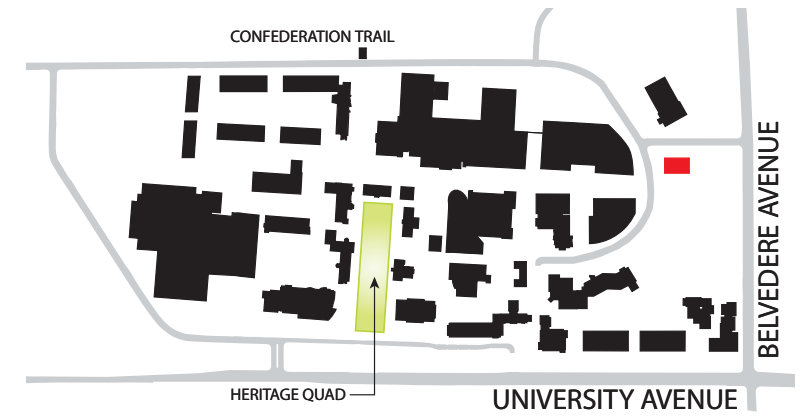 CONFEDERATION TRAIL
BELVEDERE AVENUE
HERITAGE QUAD
UNIVERSITY AVENUE